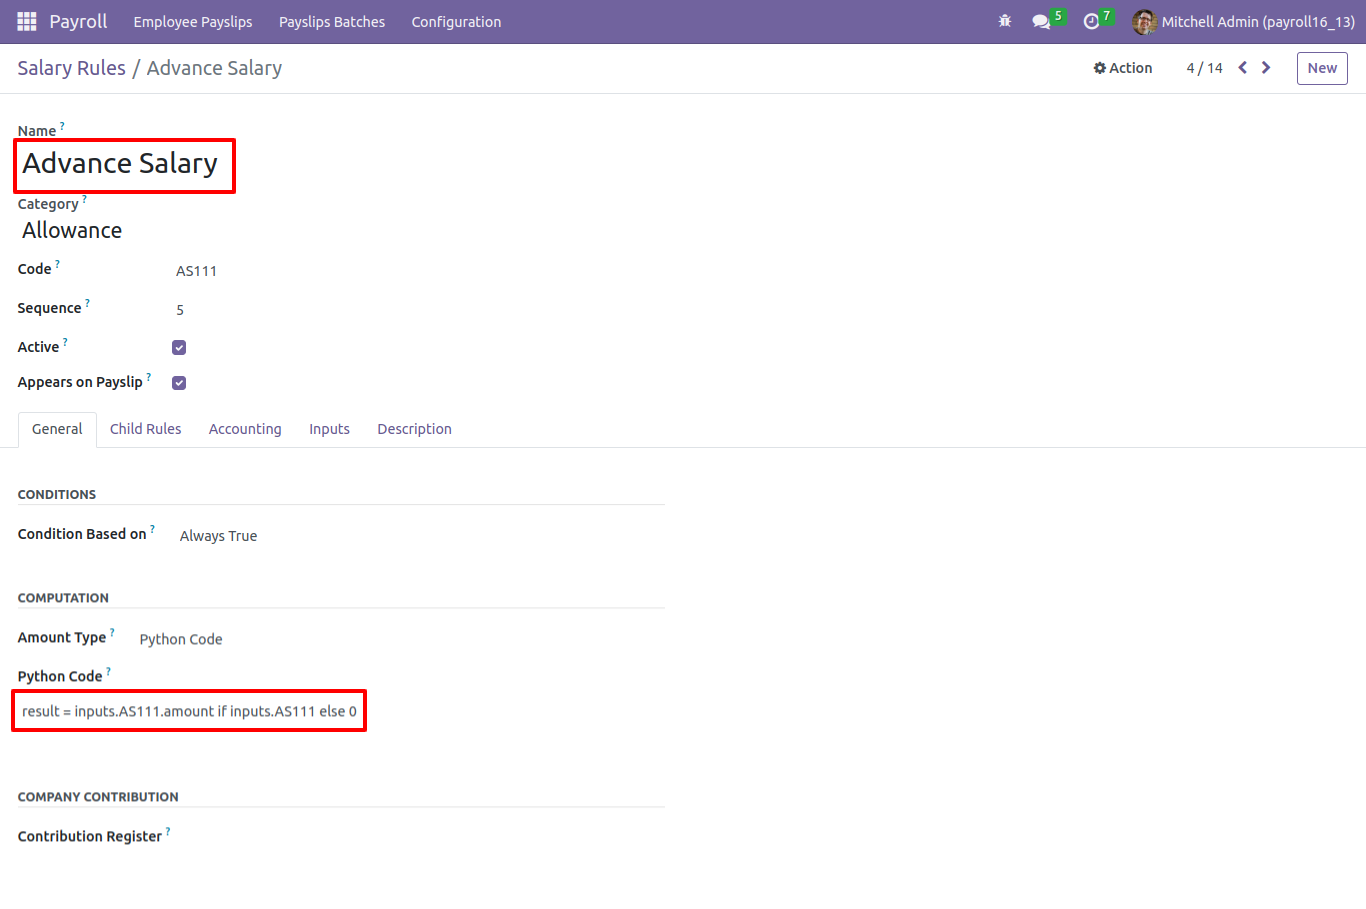 Payroll Employee Payslips Payslips Batches Configuration 5 7 Mitchell Admin (payroll16_13)
Salary Rules / Advance Salary Action 4 / 14 New
Name ?
Advance Salary
Category ?
Allowance
Code ? AS111
Sequence ? 5
Active ?
Appears on Payslip ?
General Child Rules Accounting Inputs Description
CONDITIONS
Condition Based on ? Always True
COMPUTATION
Amount Type ? Python Code
Python Code ?
result = inputs.AS111.amount if inputs.AS111 else 0
COMPANY CONTRIBUTION
Contribution Register ?